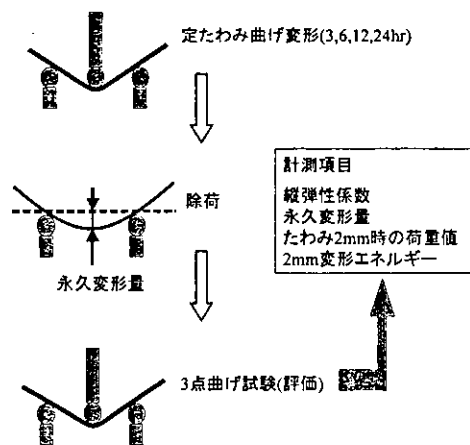 定たわみ曲げ変形(3,6,12,24hr)
除荷
永久変形量
計測項目
縦弾性係数
永久変形量
たわみ2mm時の荷重値
2mm変形エネルギー
3点曲げ試験(評価)